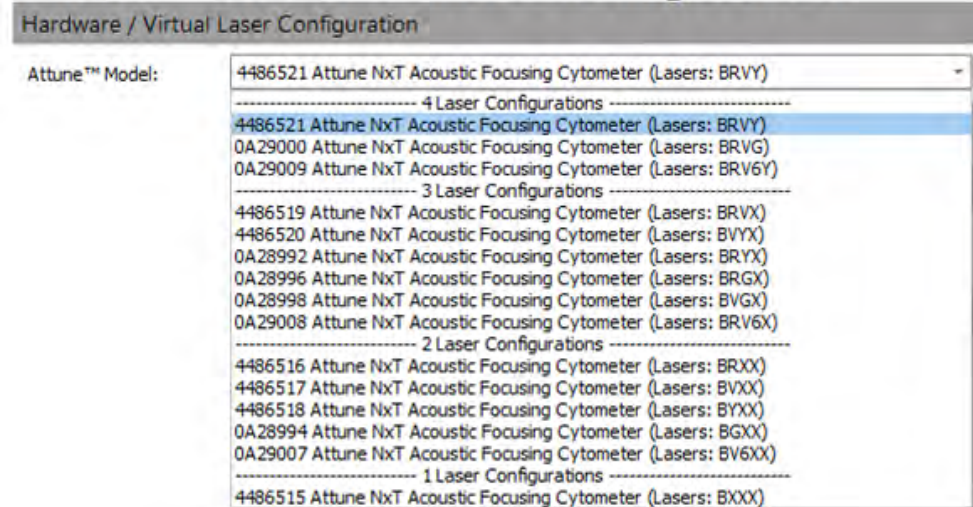 Hardware / Virtual Laser Configuration
Attune™ Model: 4486521 Attune NxT Acoustic Focusing Cytometer (Lasers: BRVY)
--------------------------- 4 Laser Configurations ---------------------------
4486521 Attune NxT Acoustic Focusing Cytometer (Lasers: BRVY)
0A29000 Attune NxT Acoustic Focusing Cytometer (Lasers: BRVG)
0A29009 Attune NxT Acoustic Focusing Cytometer (Lasers: BRV6Y)
--------------------------- 3 Laser Configurations ---------------------------
4486519 Attune NxT Acoustic Focusing Cytometer (Lasers: BRVX)
4486520 Attune NxT Acoustic Focusing Cytometer (Lasers: BVYX)
0A28992 Attune NxT Acoustic Focusing Cytometer (Lasers: BRYX)
0A28996 Attune NxT Acoustic Focusing Cytometer (Lasers: BRGX)
0A28998 Attune NxT Acoustic Focusing Cytometer (Lasers: BVGX)
0A29008 Attune NxT Acoustic Focusing Cytometer (Lasers: BRV6X)
--------------------------- 2 Laser Configurations ---------------------------
4486516 Attune NxT Acoustic Focusing Cytometer (Lasers: BRXX)
4486517 Attune NxT Acoustic Focusing Cytometer (Lasers: BVXX)
4486518 Attune NxT Acoustic Focusing Cytometer (Lasers: BYXX)
0A28994 Attune NxT Acoustic Focusing Cytometer (Lasers: BGXX)
0A29007 Attune NxT Acoustic Focusing Cytometer (Lasers: BV6XX)
--------------------------- 1 Laser Configurations ---------------------------
4486515 Attune NxT Acoustic Focusing Cytometer (Lasers: BXXX)